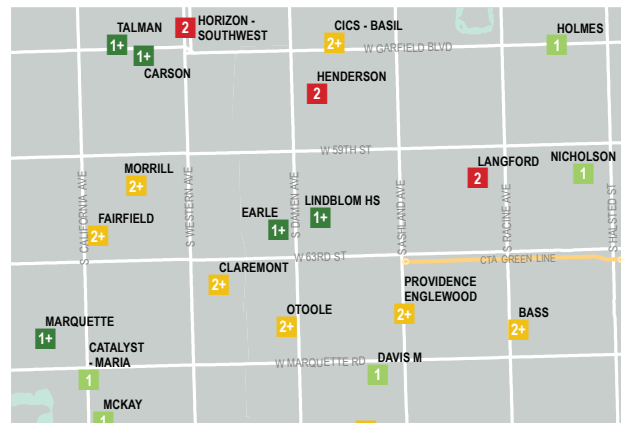 TALMAN
1+
CARSON
1+
2
HORIZON -
SOUTHWEST
CICS - BASIL
2+
W GARFIELD BLVD
HOLMES
1
HENDERSON
2
W 59TH ST
MORRILL
2+
FAIRFIELD
2+
S CALIFORNIA AVE
S WESTERN AVE
EARLE
1+
S DAMEN AVE
LINDBLOM HS
1+
S ASHLAND AVE
LANGFORD
2
S RACINE AVE
NICHOLSON
1
S HALSTED ST
W 63RD ST
CTA GREEN LINE
CLAREMONT
2+
OTOOLE
2+
PROVIDENCE
ENGLEWOOD
2+
BASS
2+
MARQUETTE
1+
CATALYST
- MARIA
1
W MARQUETTE RD
DAVIS M
1
MCKAY
1